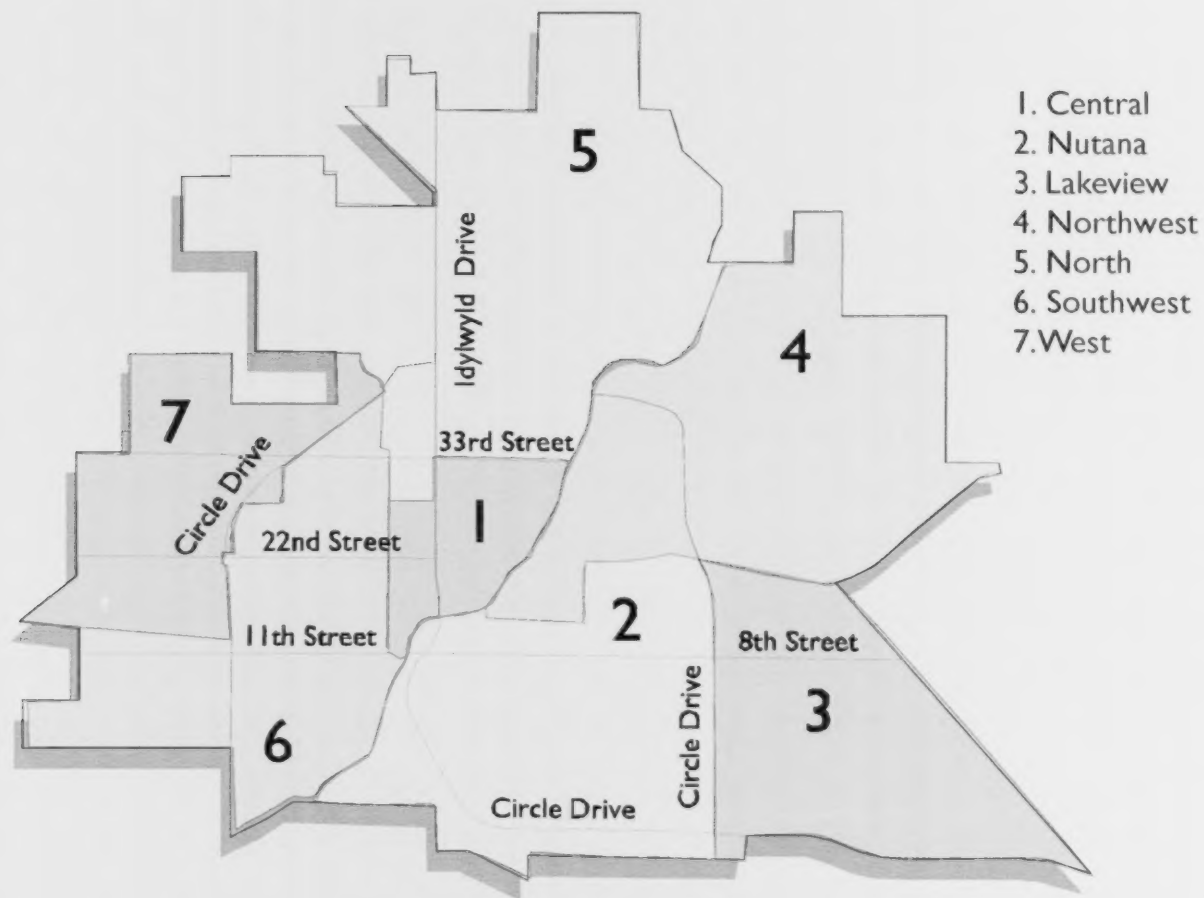 1. Central
2. Nutana
3. Lakeview
4. Northwest
5. North
6. Southwest
7.West
5
4
Idylwyld Drive
7
33rd Street
Circle Drive
1
22nd Street
2
11th Street
8th Street
Circle Drive
3
6
Circle Drive